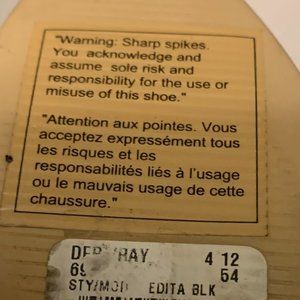 "Warning: Sharp spikes.
You acknowledge and
assume sole risk and
responsibility for the use or
misuse of this shoe."
"Attention aux pointes. Vous
acceptez expressément tous
les risques et les
responsabilités liés à l'usage
ou le mauvais usage de cette
chaussure."
4 12
54
STY/MOD EDITA BLK